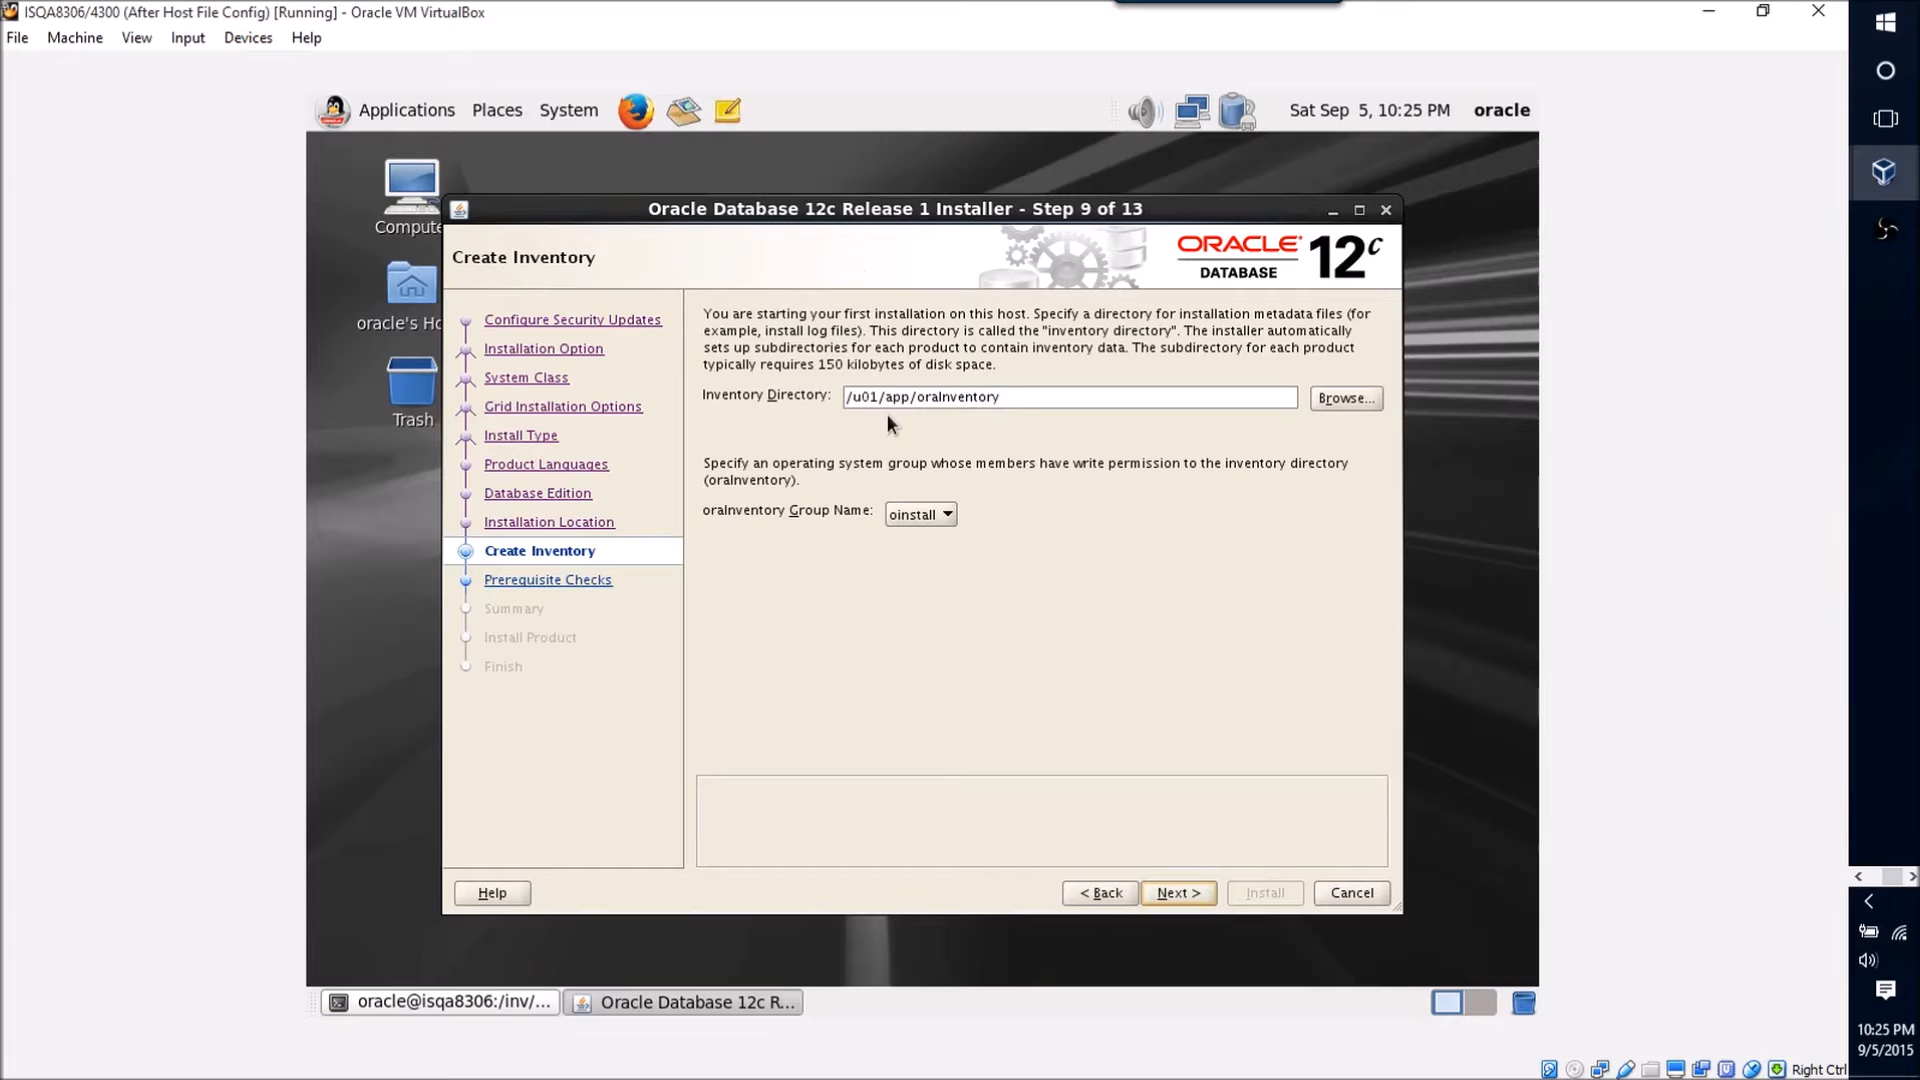 ISQA8306/4300 (After Host File Config) [Running] - Oracle VM VirtualBox
File Machine View Input Devices Help
Applications Places System
Sat Sep 5, 10:25 PM oracle
Compute
oracle's Ho
Trash
Oracle Database 12c Release 1 Installer - Step 9 of 13
Create Inventory
ORACLE
DATABASE
12c
Configure Security Updates
Installation Option
System Class
Grid Installation Options
Install Type
Product Languages
Database Edition
Installation Location
Create Inventory
Prerequisite Checks
Summary
Install Product
Finish
You are starting your first installation on this host. Specify a directory for installation metadata files (for
example, install log files). This directory is called the "inventory directory". The installer automatically
sets up subdirectories for each product to contain inventory data. The subdirectory for each product
typically requires 150 kilobytes of disk space.
Inventory Directory: /u01/app/oraInventory Browse...
Specify an operating system group whose members have write permission to the inventory directory
(oraInventory).
oraInventory Group Name: oinstall
Help < Back Next > Install Cancel
oracle@isqa8306:/inv/... Oracle Database 12c R...
10:25 PM
9/5/2015
Right Ctrl